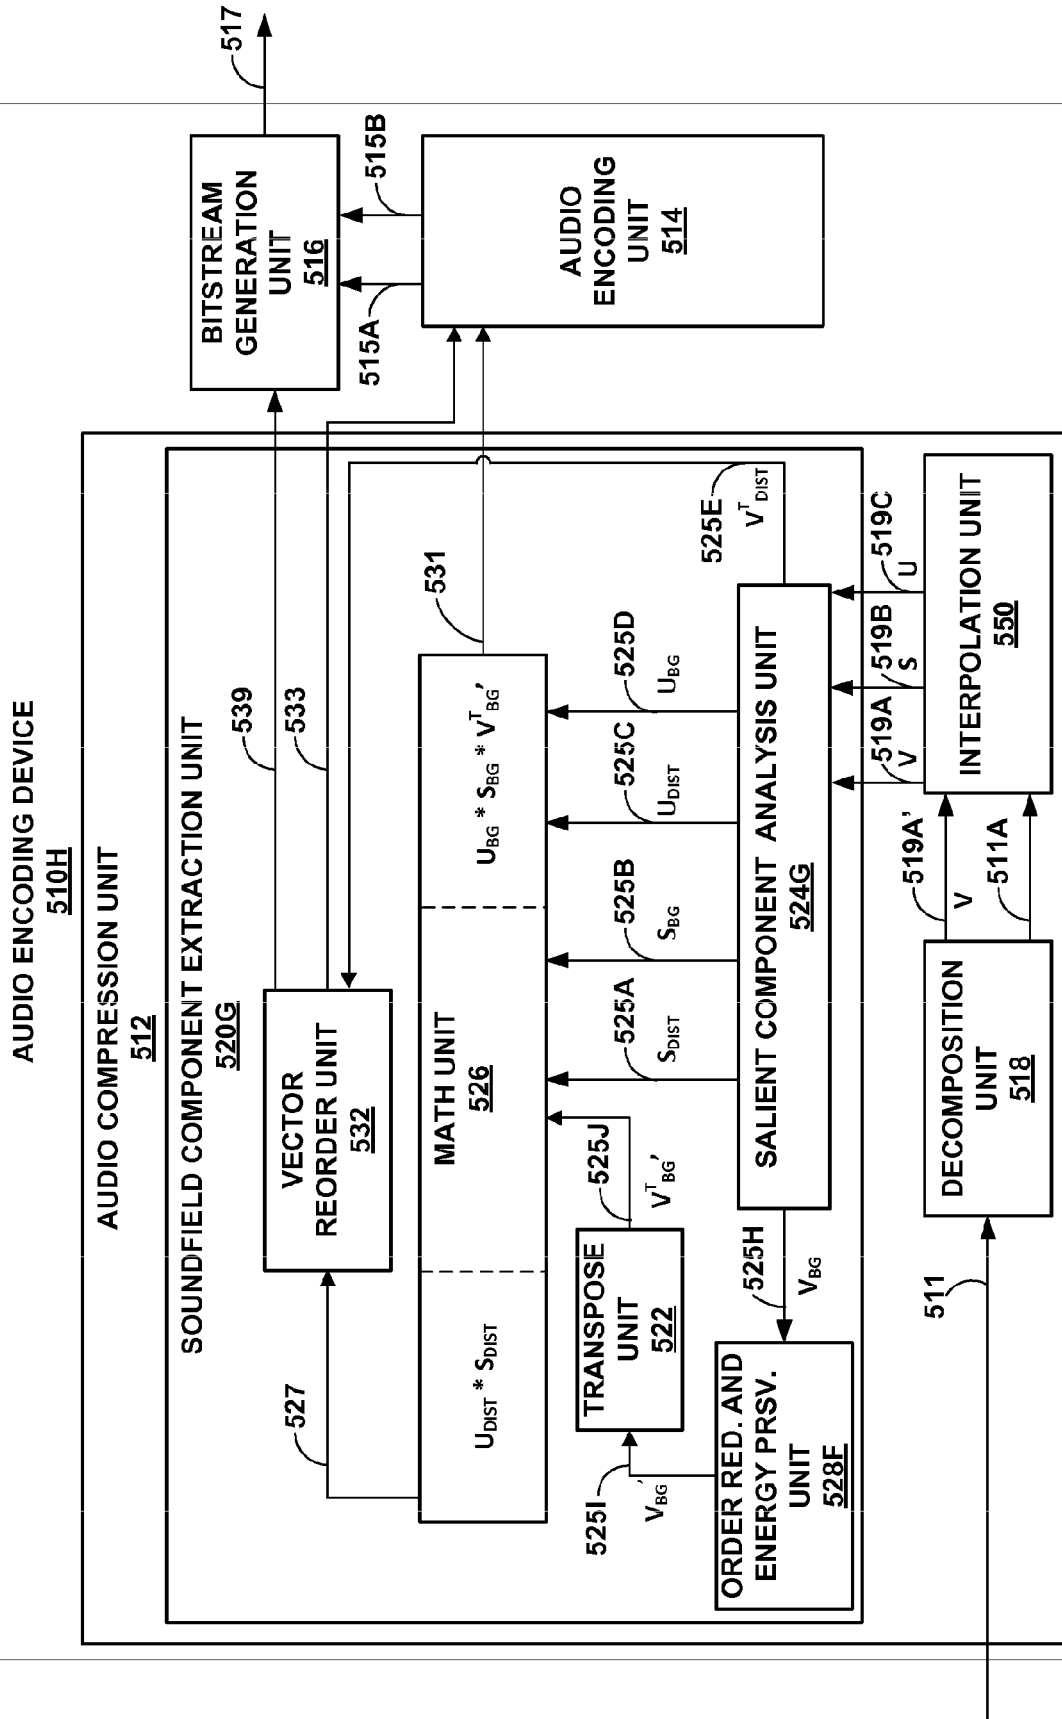 AUDIO ENCODING DEVICE
510H
AUDIO COMPRESSION UNIT
512
SOUNDFIELD COMPONENT EXTRACTION UNIT
520G
527
VECTOR
REORDER UNIT
532
539
533
BITSTREAM
GENERATION
UNIT
516
517
515A
515B
U_DIST * S_DIST
MATH UNIT
526
U_BG * S_BG * V^T_BG'
531
AUDIO
ENCODING
UNIT
514
525I
V_BG'
TRANSPOSE
UNIT
522
525J
V^T_BG'
525A
S_DIST
525B
S_BG
525C
U_DIST
525D
U_BG
525E
V^T_DIST
ORDER RED. AND
ENERGY PRSV.
UNIT
528F
525H
V_BG
SALIENT COMPONENT ANALYSIS UNIT
524G
519A
V
519B
S
519C
U
511
DECOMPOSITION
UNIT
518
519A'
V
511A
INTERPOLATION UNIT
550